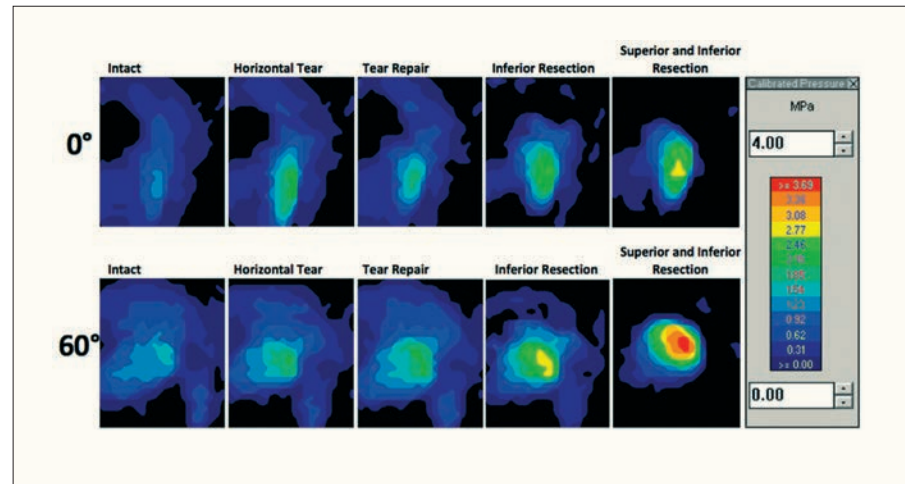 Intact
Horizontal Tear
Tear Repair
Inferior Resection
Superior and Inferior
Resection
0°
Calibrated Pressure X
MPa
4.00
>= 3.69
3.38
3.08
2.77
2.46
0.92
0.62
0.31
>= 0.00
0.00
Intact
Horizontal Tear
Tear Repair
Inferior Resection
Superior and Inferior
Resection
60°